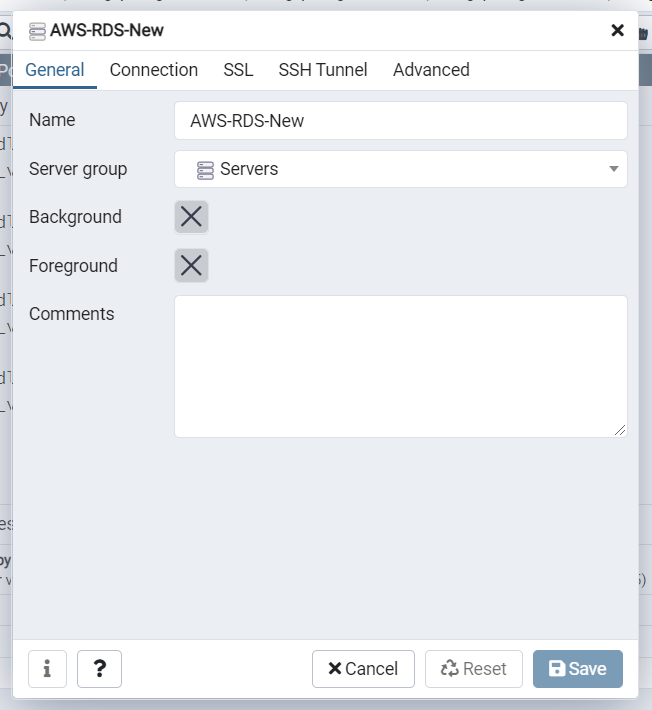 AWS-RDS-New
General Connection SSL SSH Tunnel Advanced
Name AWS-RDS-New
Server group Servers
Background
Foreground
Comments
i ? Cancel Reset Save